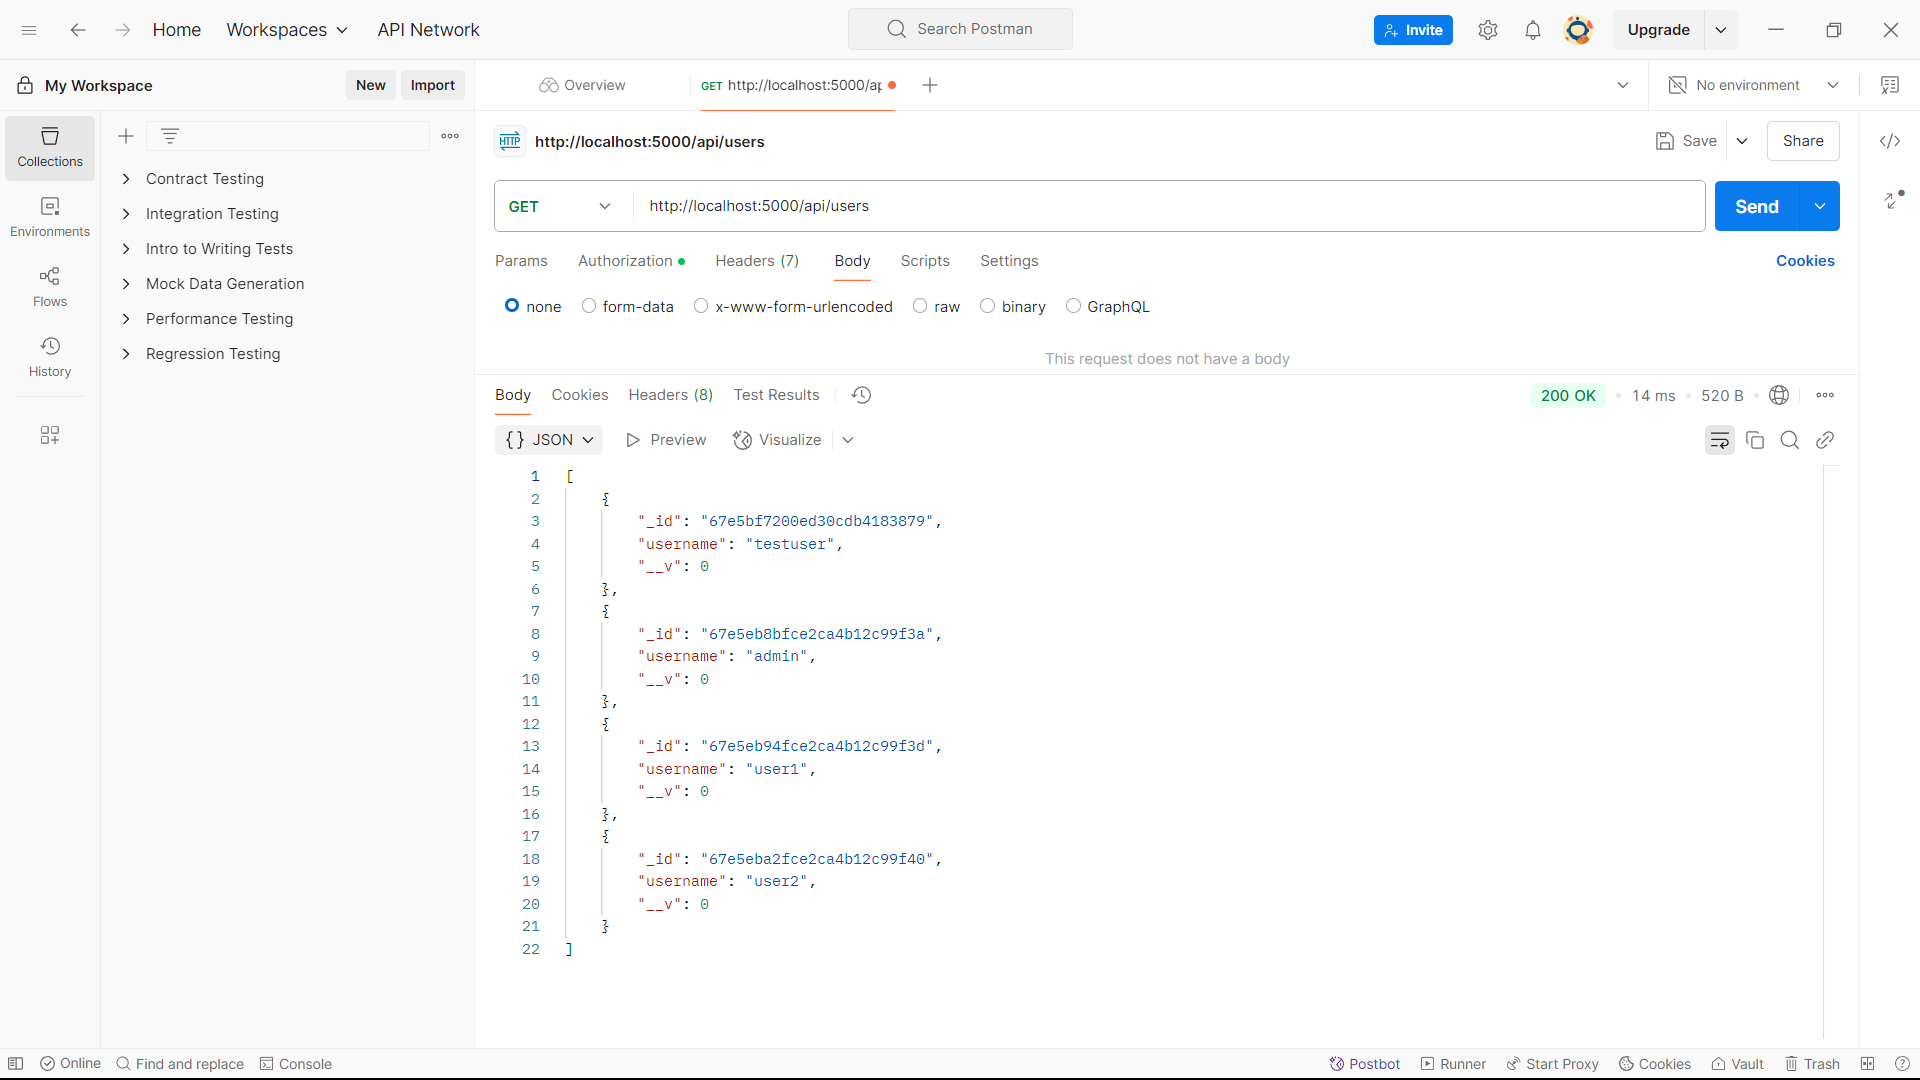 Home Workspaces API Network Search Postman Invite Upgrade
My Workspace New Import Overview GET http://localhost:5000/ap No environment
HTTP http://localhost:5000/api/users Save Share
Collections
Contract Testing
Integration Testing
Intro to Writing Tests
Mock Data Generation
Performance Testing
Regression Testing
Environments
Flows
History
GET http://localhost:5000/api/users Send
Params Authorization Headers (7) Body Scripts Settings Cookies
none form-data x-www-form-urlencoded raw binary GraphQL
This request does not have a body
Body Cookies Headers (8) Test Results 200 OK 14 ms 520 B
{} JSON Preview Visualize
1 [
2 {
3 "_id": "67e5bf7200ed30cdb4183879",
4 "username": "testuser",
5 "__v": 0
6 },
7 {
8 "_id": "67e5eb8bfce2ca4b12c99f3a",
9 "username": "admin",
10 "__v": 0
11 },
12 {
13 "_id": "67e5eb94fce2ca4b12c99f3d",
14 "username": "user1",
15 "__v": 0
16 },
17 {
18 "_id": "67e5eba2fce2ca4b12c99f40",
19 "username": "user2",
20 "__v": 0
21 }
22 ]
Online Find and replace Console Postbot Runner Start Proxy Cookies Vault Trash